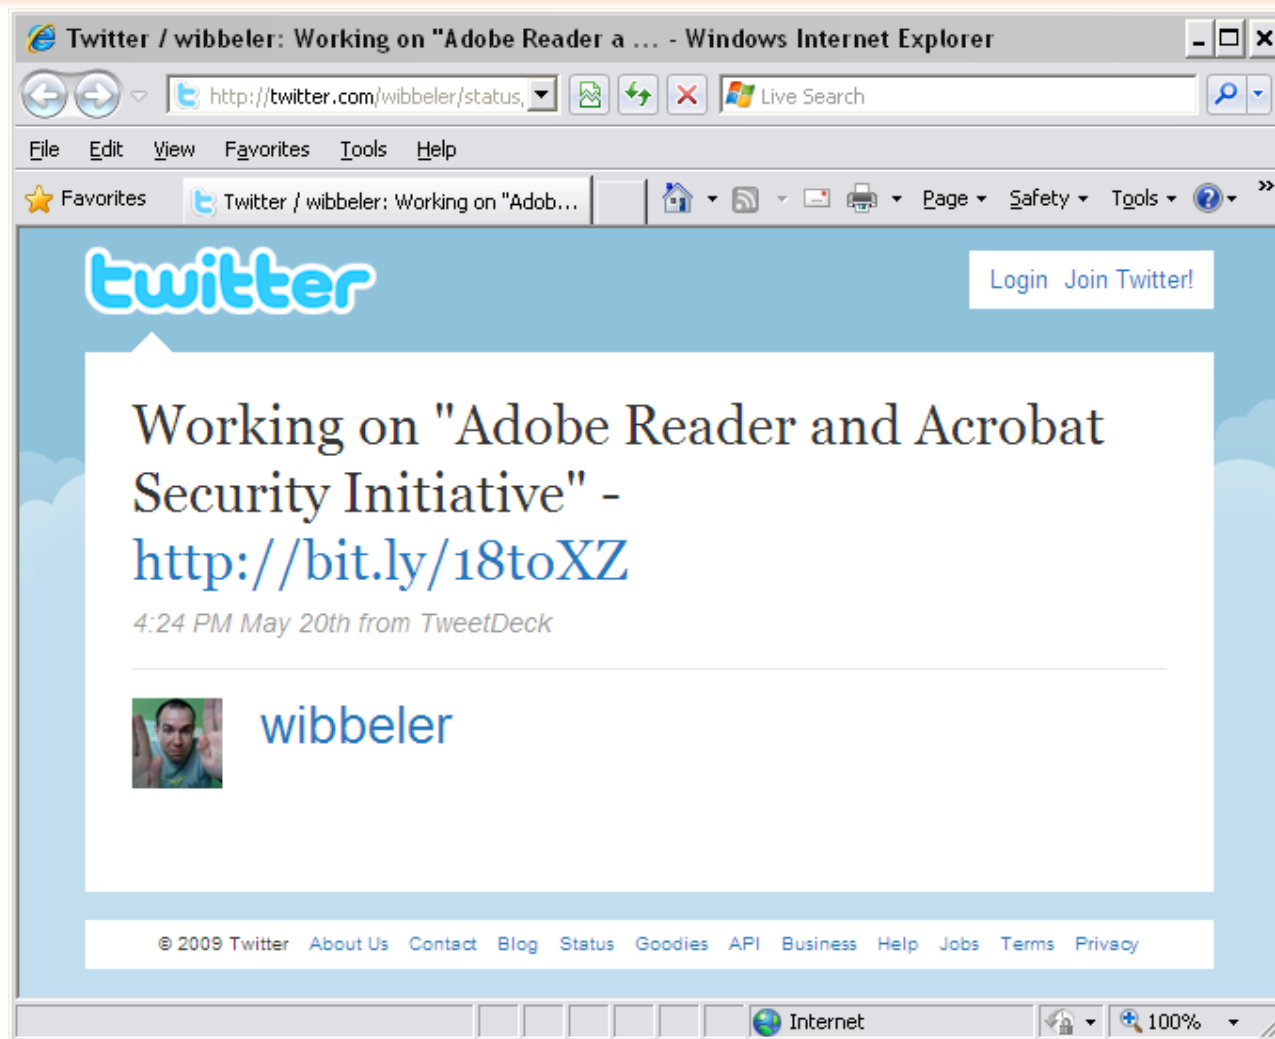 Twitter / wibbeler: Working on "Adobe Reader a ... - Windows Internet Explorer
http://twitter.com/wibbeler/status,
Live Search
File Edit View Favorites Tools Help
Favorites
Twitter / wibbeler: Working on "Adob...
Page Safety Tools »
twitter
Login Join Twitter!
Working on "Adobe Reader and Acrobat
Security Initiative" -
http://bit.ly/18toXZ
4:24 PM May 20th from TweetDeck
wibbeler
© 2009 Twitter About Us Contact Blog Status Goodies API Business Help Jobs Terms Privacy
Internet
100%